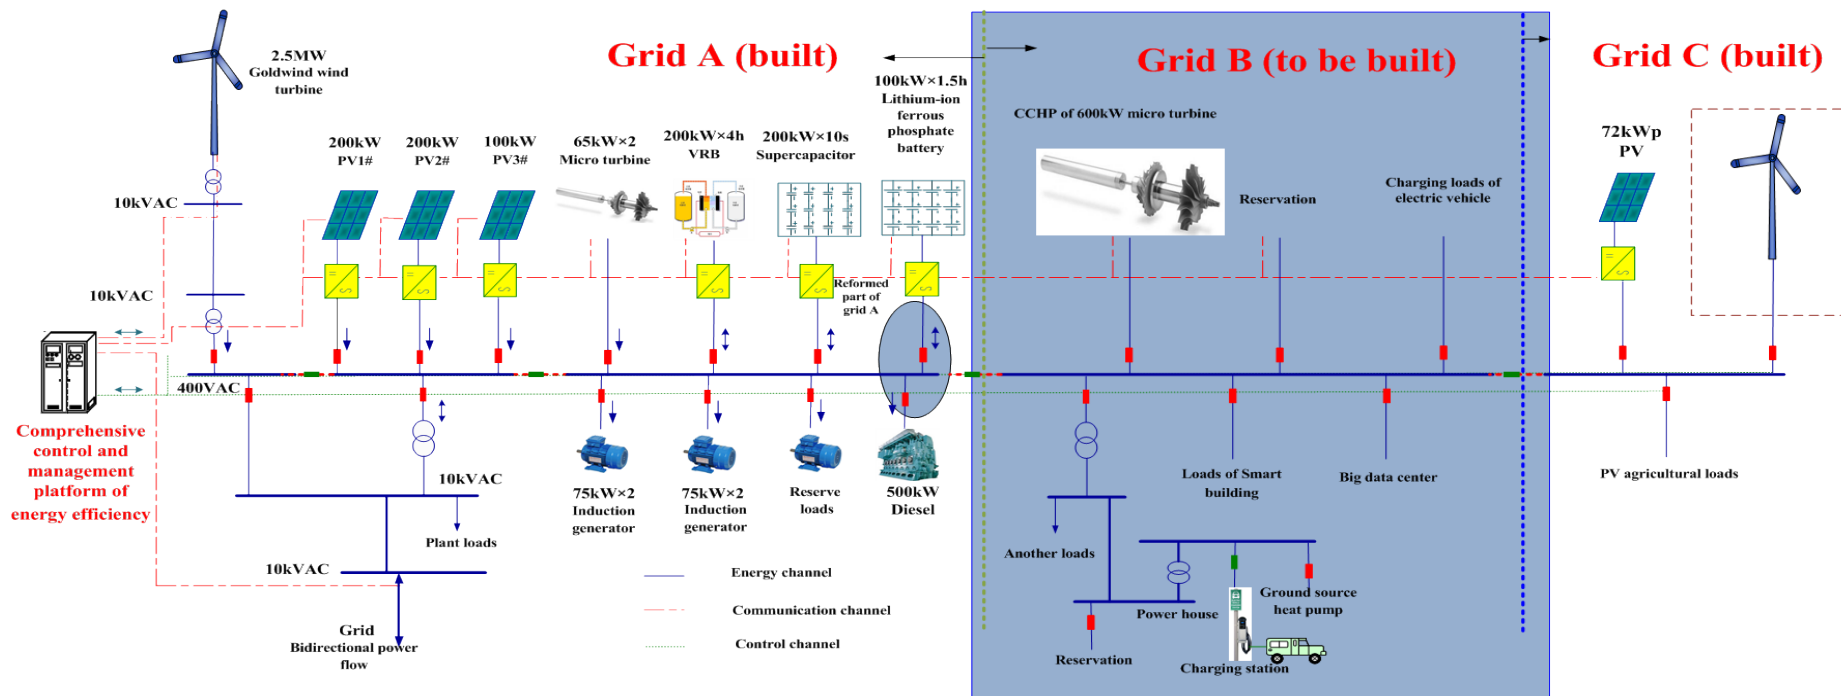 Grid A (built)
Grid B (to be built)
Grid C (built)
2.5MW
Goldwind wind
turbine
10kVAC
10kVAC
200kW
PV1#
200kW
PV2#
100kW
PV3#
65kW×2
Micro turbine
200kW×4h
VRB
200kW×10s
Supercapacitor
100kW×1.5h
Lithium-ion
ferrous
phosphate
battery
Reformed
part of
grid A
CCHP of 600kW micro turbine
Reservation
Charging loads of
electric vehicle
72kWp
PV
400VAC
Comprehensive
control and
management
platform of
energy efficiency
10kVAC
Plant loads
10kVAC
Grid
Bidirectional power
flow
75kW×2
Induction
generator
75kW×2
Induction
generator
Reserve
loads
500kW
Diesel
Energy channel
Communication channel
Control channel
Another loads
Loads of Smart
building
Big data center
Power house
Ground source
heat pump
Reservation
Charging station
PV agricultural loads